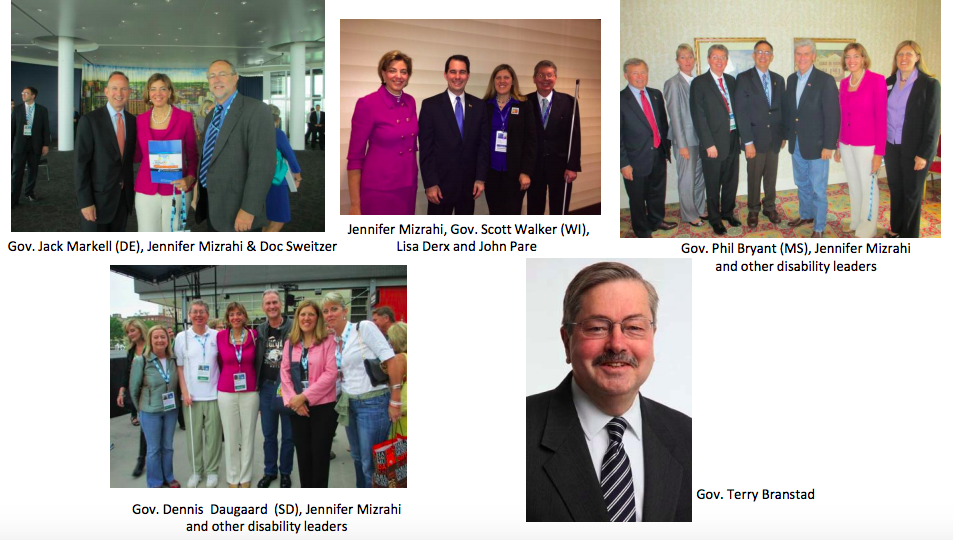 Gov. Jack Markell (DE), Jennifer Mizrahi & Doc Sweitzer
Jennifer Mizrahi, Gov. Scott Walker (WI),
Lisa Derx and John Pare
Gov. Phil Bryant (MS), Jennifer Mizrahi
and other disability leaders
Gov. Dennis  Daugaard  (SD), Jennifer Mizrahi
and other disability leaders
Gov. Terry Branstad